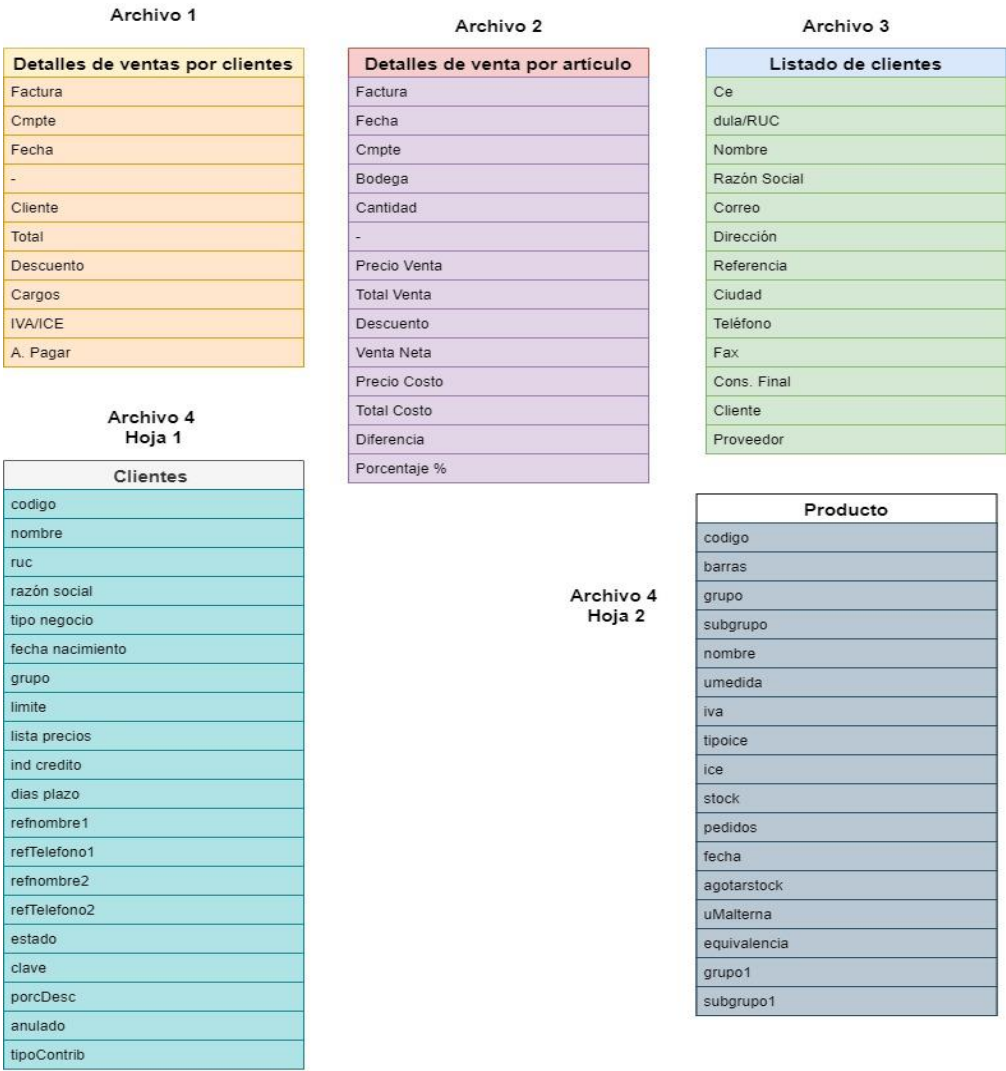 Archivo 1
Detalles de ventas por clientes
Factura
Cmpte
Fecha
-
Cliente
Total
Descuento
Cargos
IVA/ICE
A. Pagar
Archivo 2
Detalles de venta por artículo
Factura
Fecha
Cmpte
Bodega
Cantidad
-
Precio Venta
Total Venta
Descuento
Venta Neta
Precio Costo
Total Costo
Diferencia
Porcentaje %
Archivo 3
Listado de clientes
Ce
dula/RUC
Nombre
Razón Social
Correo
Dirección
Referencia
Ciudad
Teléfono
Fax
Cons. Final
Cliente
Proveedor
Archivo 4
Hoja 1
Clientes
codigo
nombre
ruc
razón social
tipo negocio
fecha nacimiento
grupo
limite
lista precios
ind credito
dias plazo
refnombre1
refTelefono1
refnombre2
refTelefono2
estado
clave
porcDesc
anulado
tipoContrib
Archivo 4
Hoja 2
Producto
codigo
barras
grupo
subgrupo
nombre
umedida
iva
tipoice
ice
stock
pedidos
fecha
agotarstock
uMalterna
equivalencia
grupo1
subgrupo1